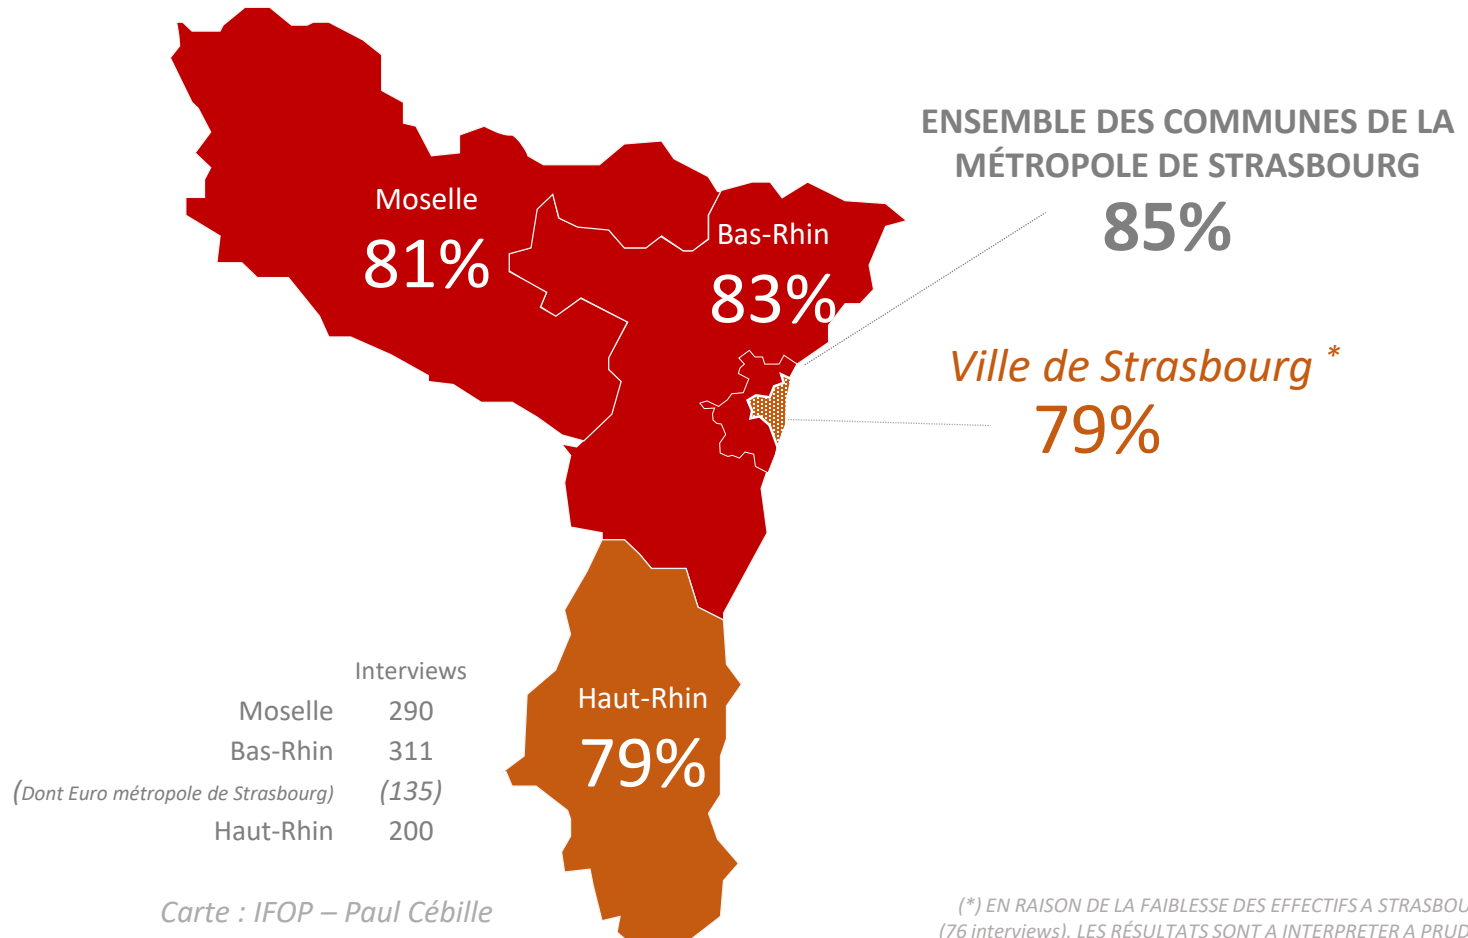 ENSEMBLE DES COMMUNES DE LA
MÉTROPOLE DE STRASBOURG
85%
Moselle
81%
Bas-Rhin
83%
Ville de Strasbourg *
79%
Haut-Rhin
79%
Interviews
Moselle 290
Bas-Rhin 311
(Dont Euro métropole de Strasbourg) (135)
Haut-Rhin 200
Carte : IFOP – Paul Cébille
(*) EN RAISON DE LA FAIBLESSE DES EFFECTIFS A STRASBOU
(76 interviews). LES RÉSULTATS SONT A INTERPRETER A PRUD